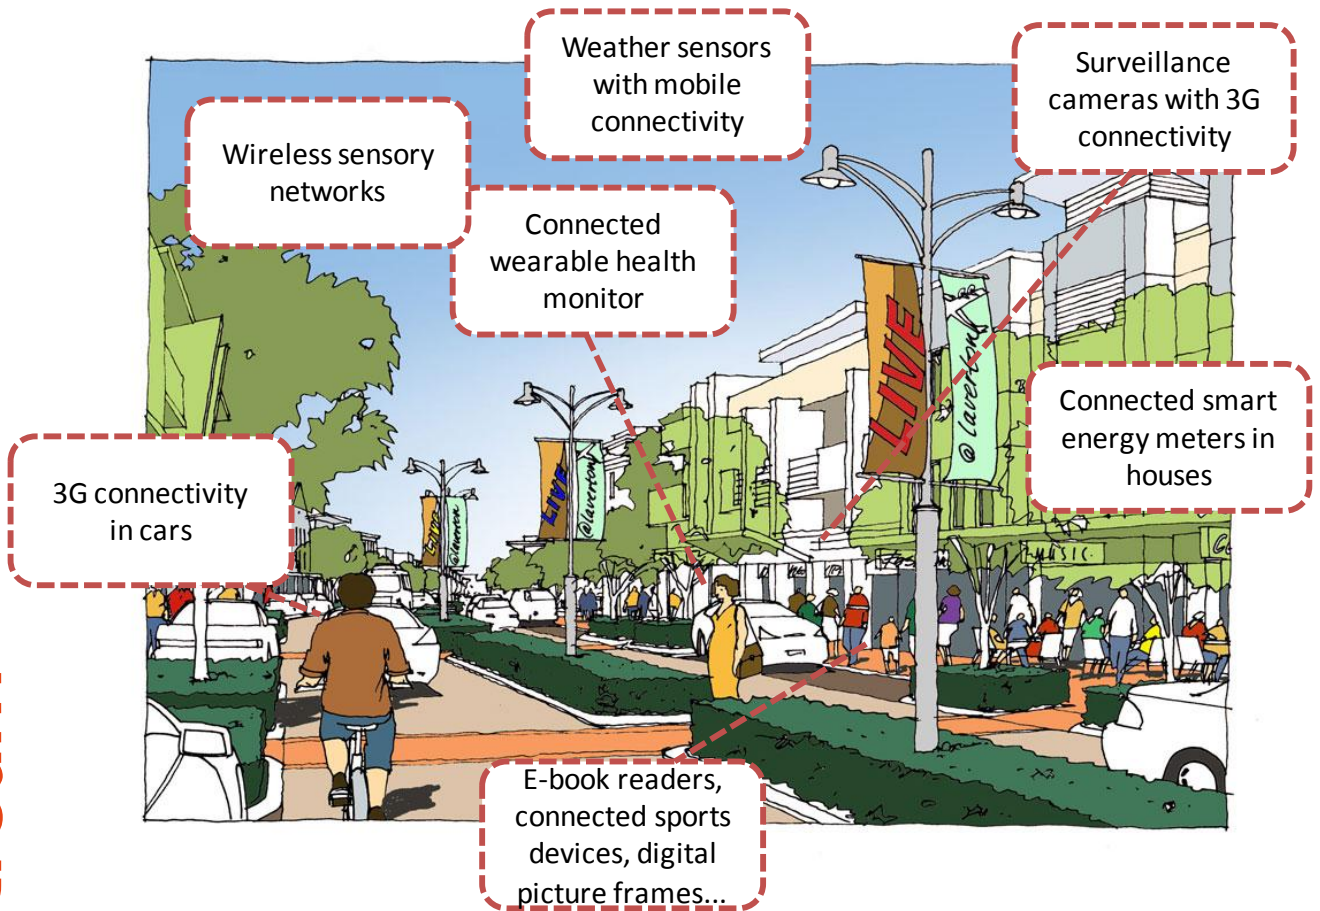 Weather sensors
with mobile
connectivity
Surveillance
cameras with 3G
connectivity
Wireless sensory
networks
Connected
wearable health
monitor
LIVE
@lavertony
Connected smart
energy meters in
houses
LIVE
@laverton
3G connectivity
in cars
@laverton
MUSIC
E-book readers,
connected sports
devices, digital
picture frames...